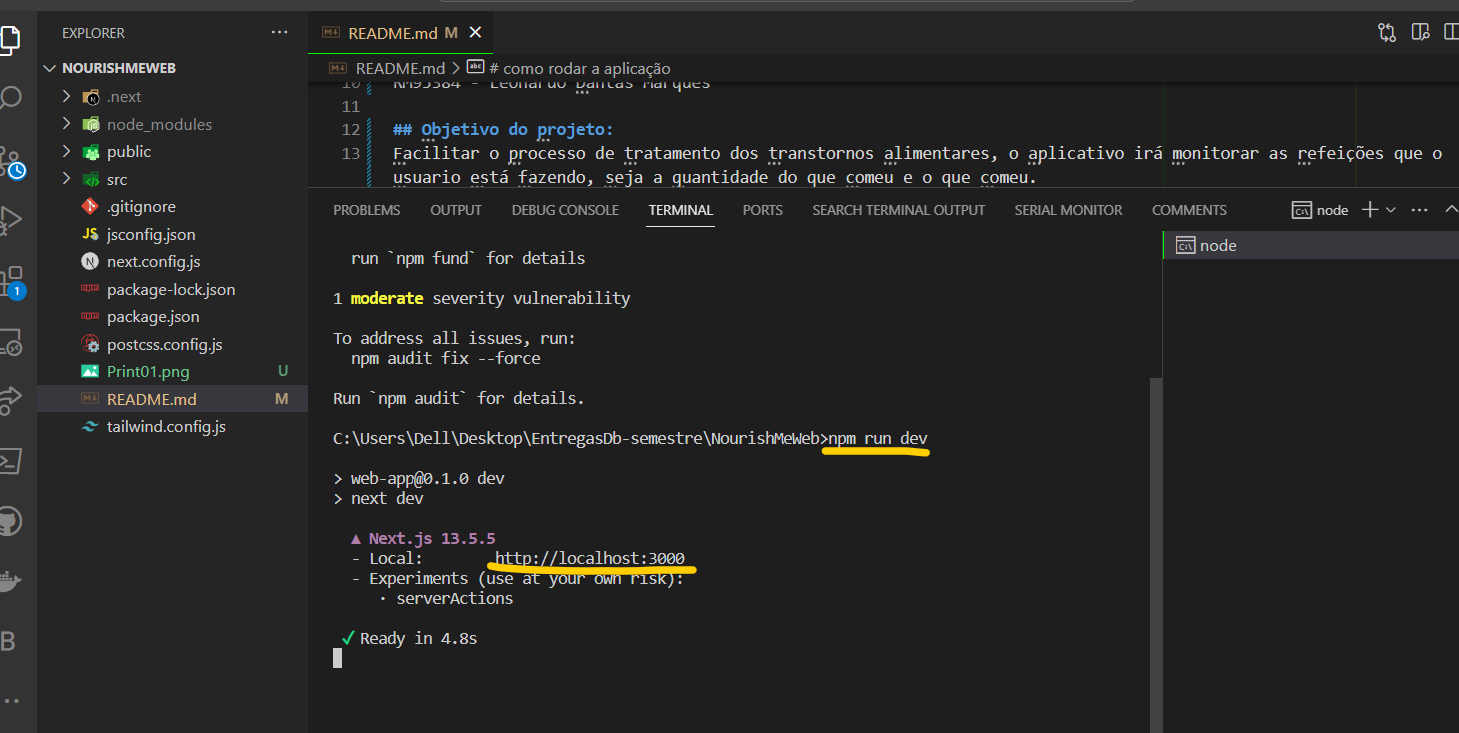 EXPLORER
README.md M
NOURISHMEWEB
README.md > # como rodar a aplicação
.next
node_modules
public
src
.gitignore
jsconfig.json
next.config.js
package-lock.json
package.json
postcss.config.js
Print01.png U
README.md M
tailwind.config.js
1
10 RM93384 - Leonardo Dantas Marques
11
12 ## Objetivo do projeto:
13 Facilitar o processo de tratamento dos transtornos alimentares, o aplicativo irá monitorar as refeições que o
usuario está fazendo, seja a quantidade do que comeu e o que comeu.
PROBLEMS OUTPUT DEBUG CONSOLE TERMINAL PORTS SEARCH TERMINAL OUTPUT SERIAL MONITOR COMMENTS node
node
run `npm fund` for details
1 moderate severity vulnerability
To address all issues, run:
npm audit fix --force
Run `npm audit` for details.
C:\Users\Dell\Desktop\EntregasDb-semestre\NourishMeWeb>npm run dev
> web-app@0.1.0 dev
> next dev
▲ Next.js 13.5.5
- Local: http://localhost:3000
- Experiments (use at your own risk):
· serverActions
✓ Ready in 4.8s